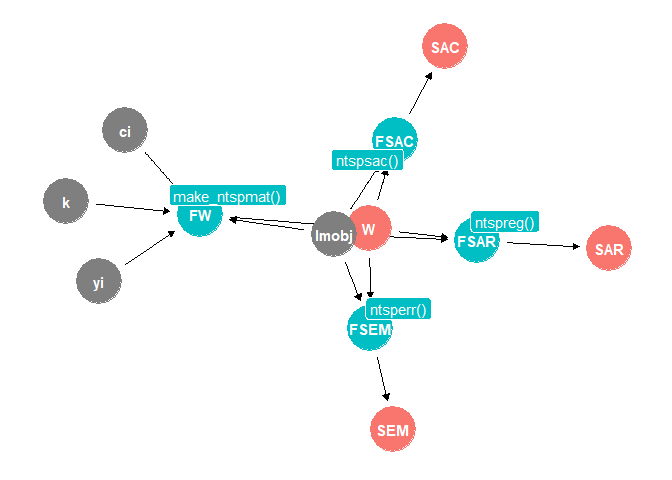 SAC
ci
FSAC
ntspsac()
k
make_ntspmat()
FW
lmobj
W
ntspreg()
FSAR
SAR
yi
ntsperr()
FSEM
SEM